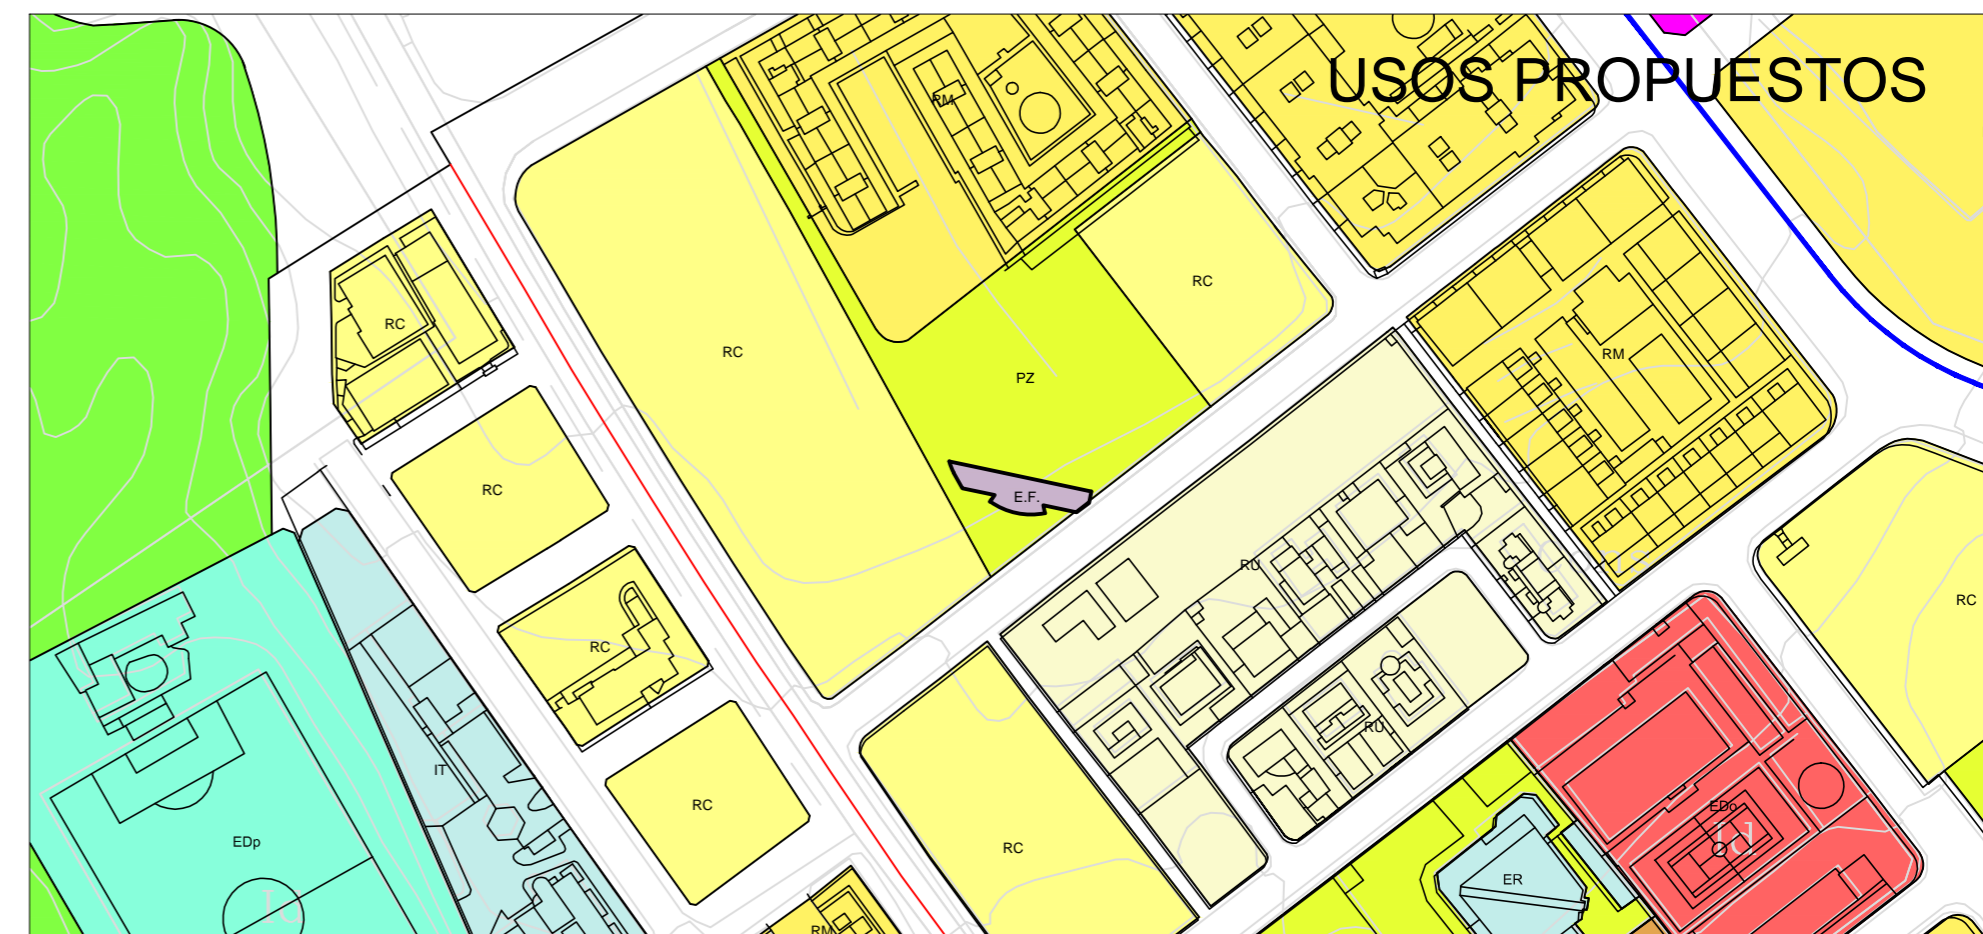 USOS PROPUESTOS
RM
RC
RC
RC
RM
PZ
RC
E.F.
RU
RC
RC
RU
IT
RC
EDo
EDp
RC
ER
RM